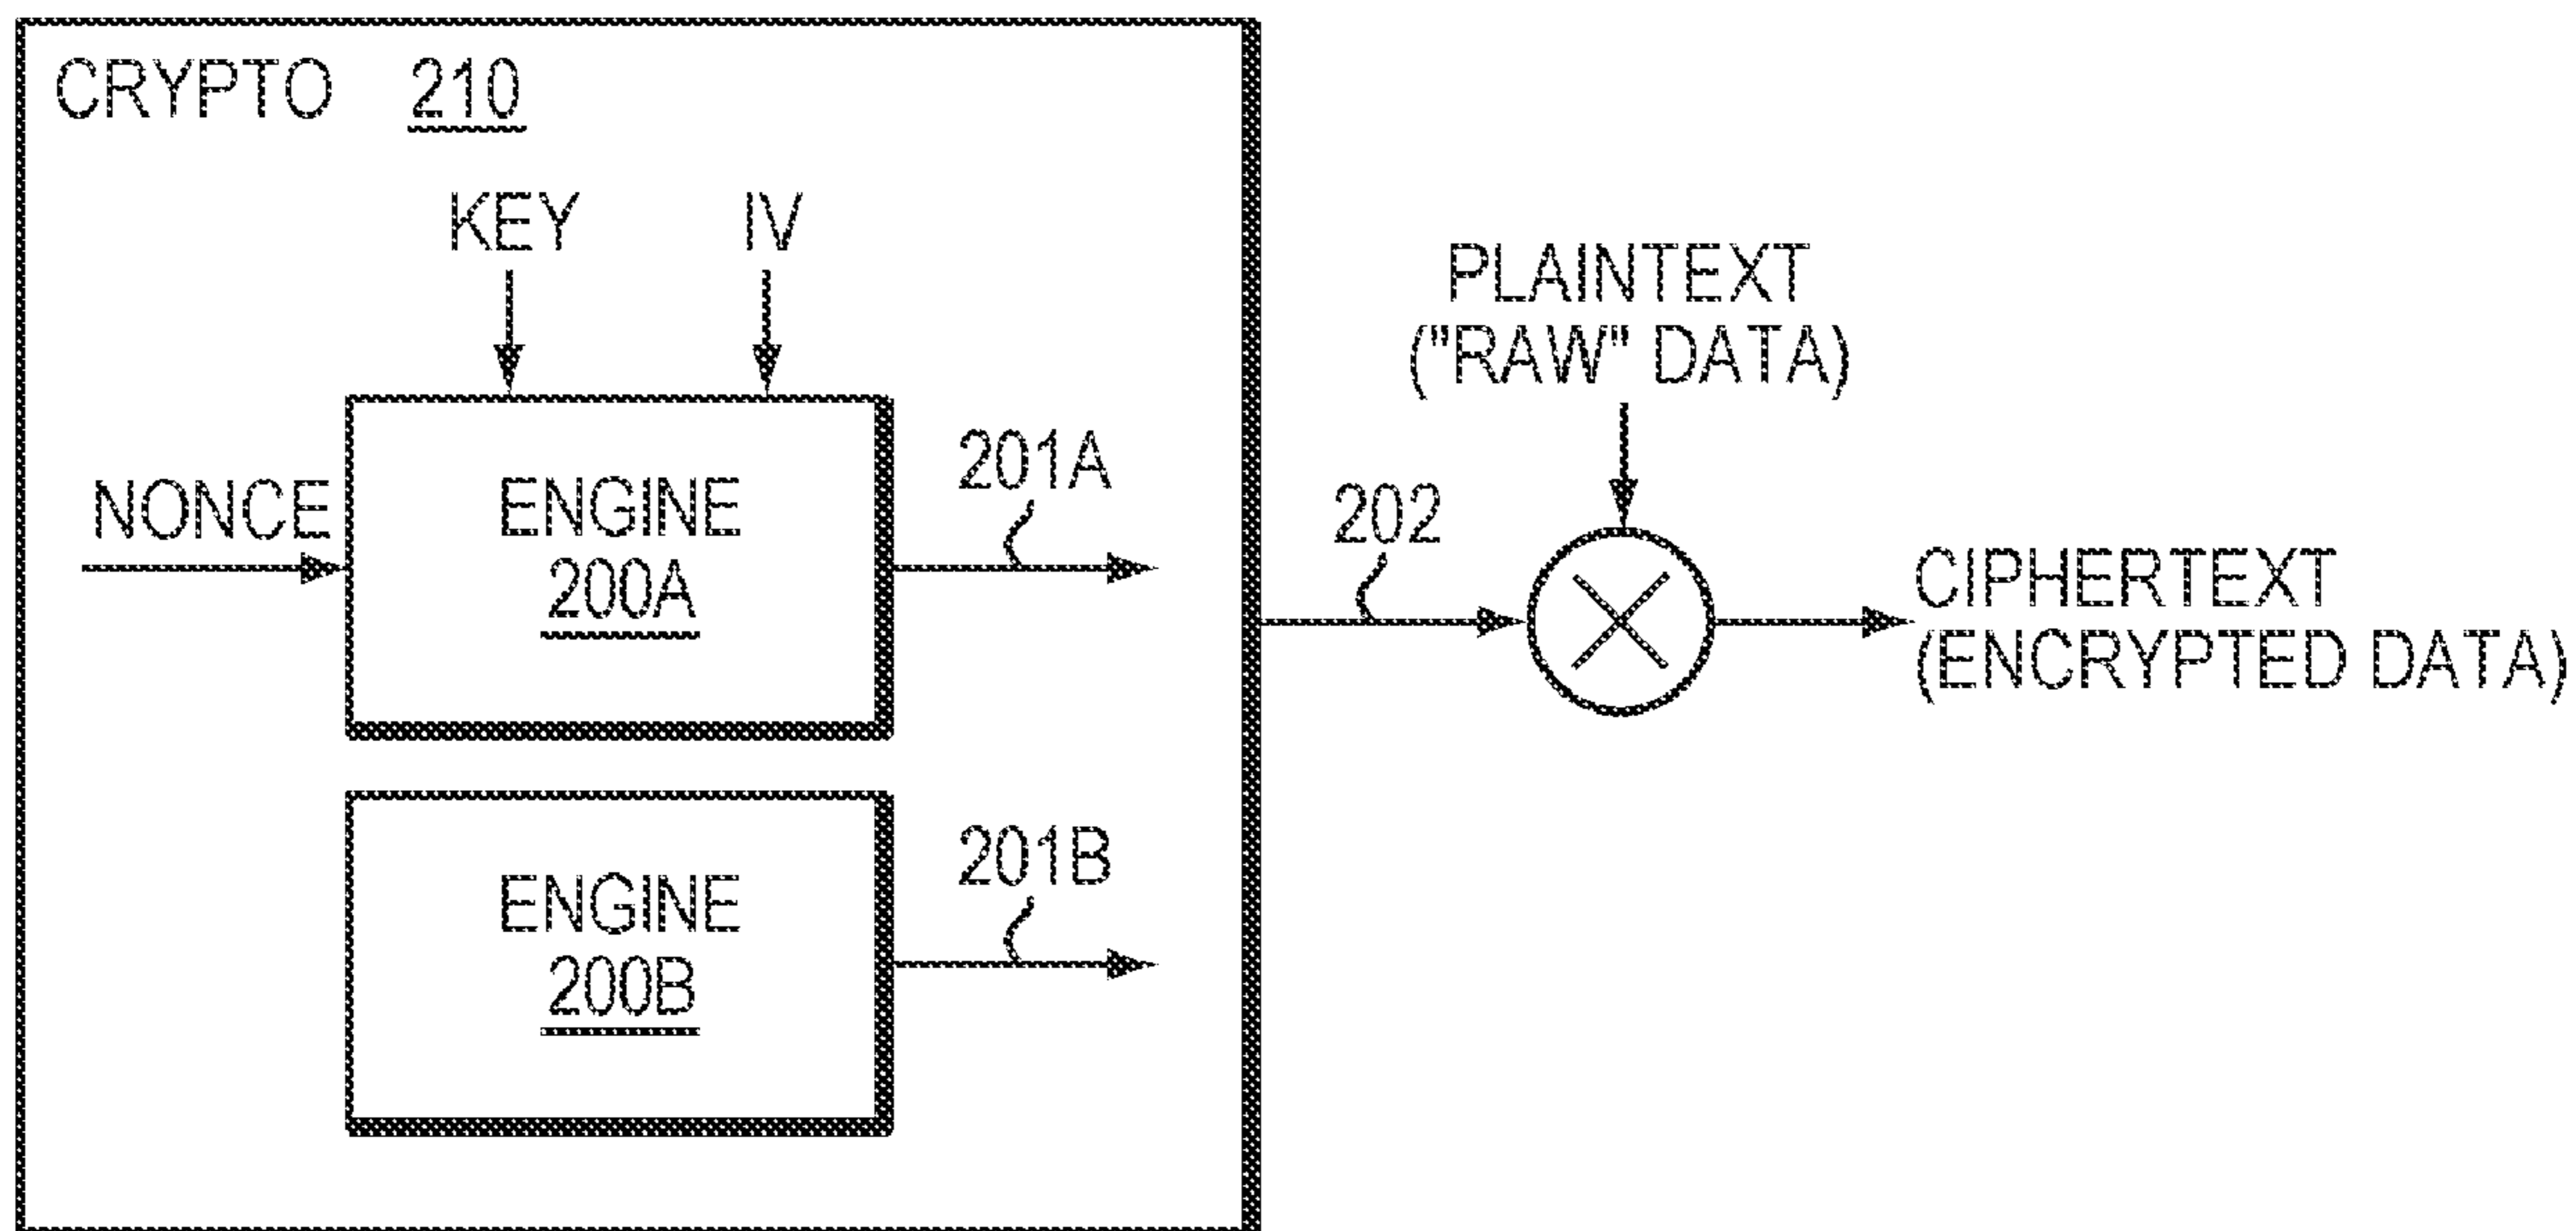 CRYPTO 210
KEY
IV
NONCE
ENGINE
200A
201A
ENGINE
200B
201B
202
PLAINTEXT
("RAW" DATA)
CIPHERTEXT
(ENCRYPTED DATA)